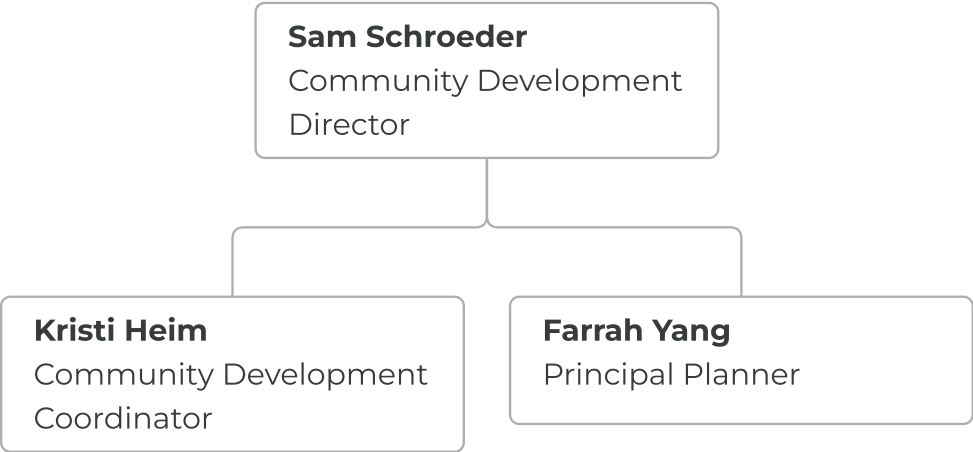 Sam Schroeder
Community Development
Director
Kristi Heim
Community Development
Coordinator
Farrah Yang
Principal Planner